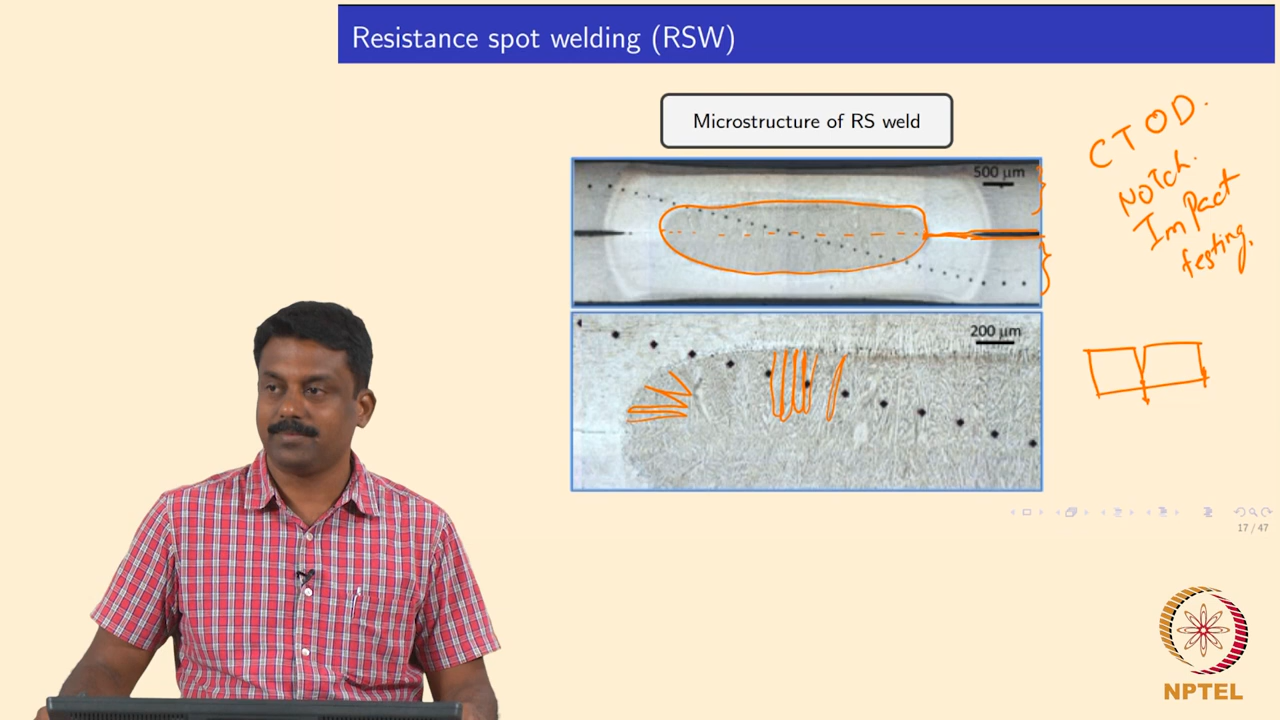 Resistance spot welding (RSW)
Microstructure of RS weld
500 μm
200 μm
CTOD.
Notch.
Impact
testing.
17 / 47
NPTEL